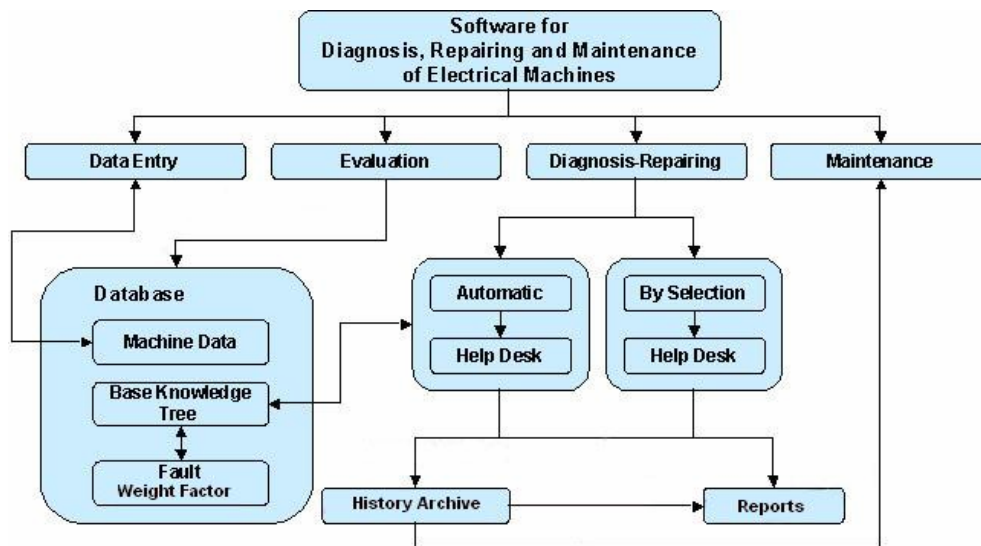 Software for
Diagnosis, Repairing and Maintenance
of Electrical Machines
Data Entry
Evaluation
Diagnosis-Repairing
Maintenance
Database
Machine Data
Base Knowledge
Tree
Fault
Weight Factor
Automatic
Help Desk
By Selection
Help Desk
History Archive
Reports